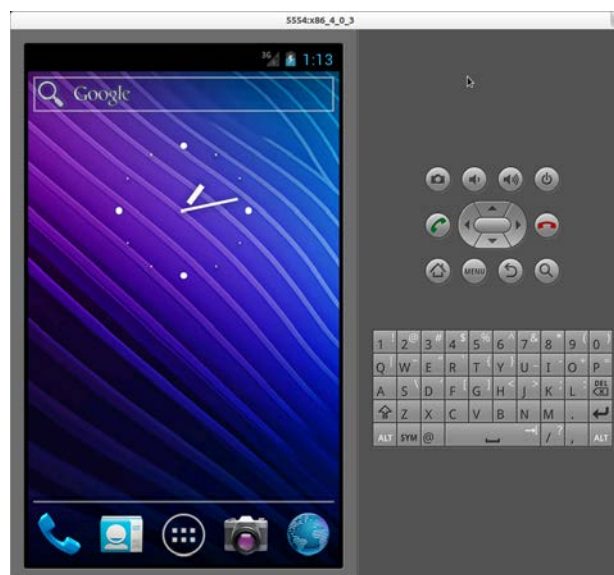 5554:x86_4_0_3
3G 1:13
Google
MENU
1 ! 2 @ 3 # 4 $ 5 % 6 ^ 7 & 8 * 9 ( 0 )
Q W ~ E " R T { Y } U _ I - O + P =
A S \ D ' F [ G ] H < J > K ; L : DEL
Z X C V B N M .
ALT SYM @ / ? , ALT